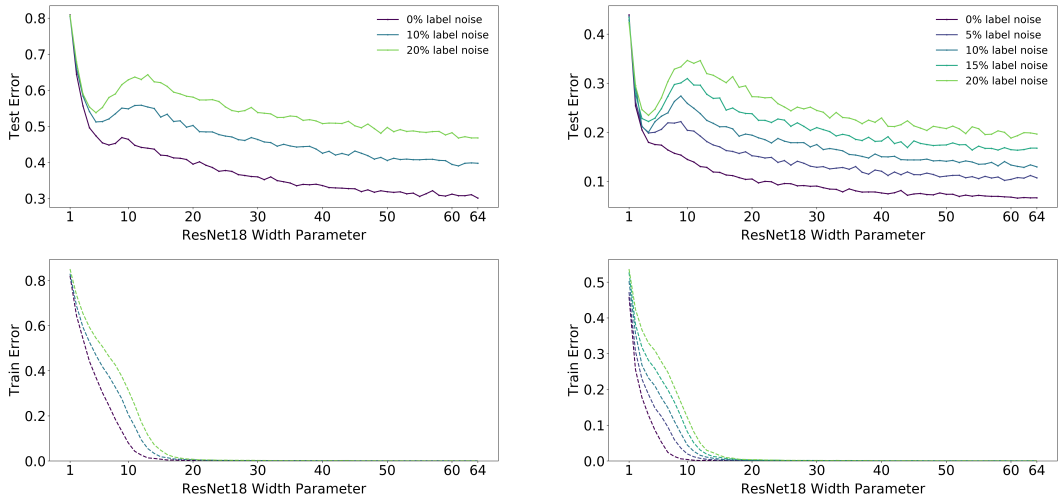 Test Error
0.8
0.7
0.6
0.5
0.4
0.3
1 10 20 30 40 50 60 64
ResNet18 Width Parameter
0% label noise
10% label noise
20% label noise
Test Error
0.4
0.3
0.2
0.1
1 10 20 30 40 50 60 64
ResNet18 Width Parameter
0% label noise
5% label noise
10% label noise
15% label noise
20% label noise
Train Error
0.8
0.6
0.4
0.2
0.0
1 10 20 30 40 50 60 64
ResNet18 Width Parameter
Train Error
0.5
0.4
0.3
0.2
0.1
0.0
1 10 20 30 40 50 60 64
ResNet18 Width Parameter